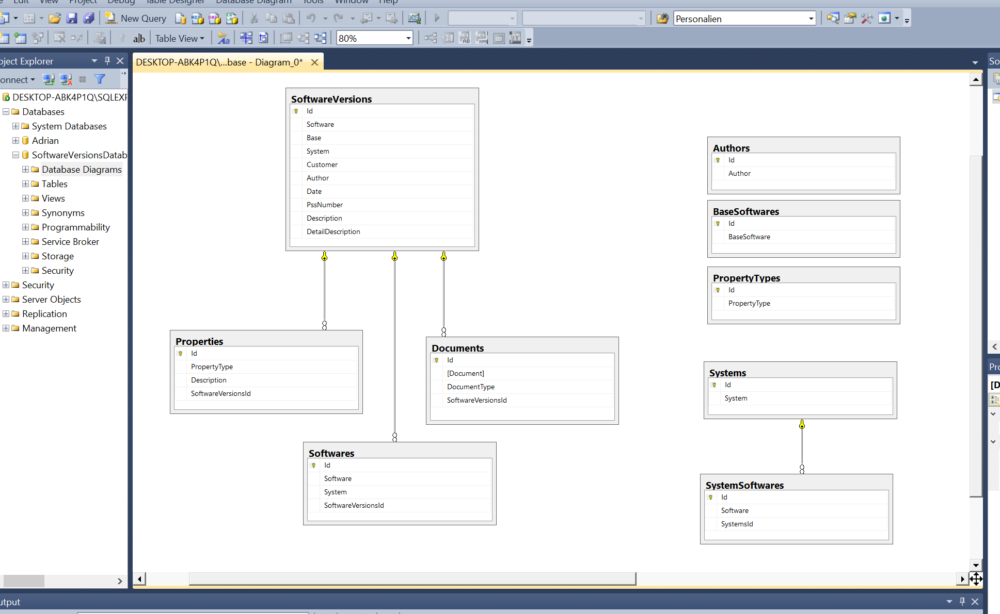 Edit View Project Debug Table Designer Database Diagram Tools Window Help
New Query
Personalien
Table View
80%
bject Explorer
DESKTOP-ABK4P1Q\...base - Diagram_0*
So
onnect
DESKTOP-ABK4P1Q\SQLEXP
Databases
System Databases
Adrian
SoftwareVersionsDatab
Database Diagrams
Tables
Views
Synonyms
Programmability
Service Broker
Storage
Security
Security
Server Objects
Replication
Management
SoftwareVersions
Id
Software
Base
System
Customer
Author
Date
PssNumber
Description
DetailDescription
Authors
Id
Author
BaseSoftwares
Id
BaseSoftware
PropertyTypes
Id
PropertyType
Properties
Id
PropertyType
Description
SoftwareVersionsId
Documents
Id
[Document]
DocumentType
SoftwareVersionsId
Systems
Id
System
Softwares
Id
Software
System
SoftwareVersionsId
SystemSoftwares
Id
Software
SystemsId
Pro
[D
utput